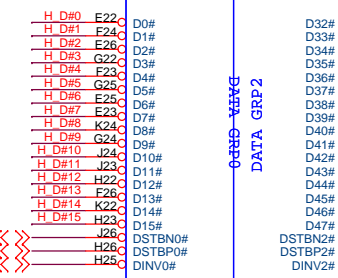 H_D#0 E22 D0# D32#
H_D#1 F24 D1# D33#
H_D#2 E26 D2# D34#
H_D#3 G22 D3# D35#
H_D#4 F23 D4# D36#
H_D#5 G25 D5# D37#
H_D#6 E25 D6# D38#
H_D#7 E23 D7# D39#
H_D#8 K24 D8# D40#
H_D#9 G24 D9# D41#
H_D#10 J24 D10# D42#
H_D#11 J23 D11# D43#
H_D#12 H22 D12# D44#
H_D#13 F26 D13# D45#
H_D#14 K22 D14# D46#
H_D#15 H23 D15# D47#
J26 DSTBN0# DSTBN2#
H26 DSTBP0# DSTBP2#
H25 DINV0# DINV2#
DATA GRP0
DATA GRP2